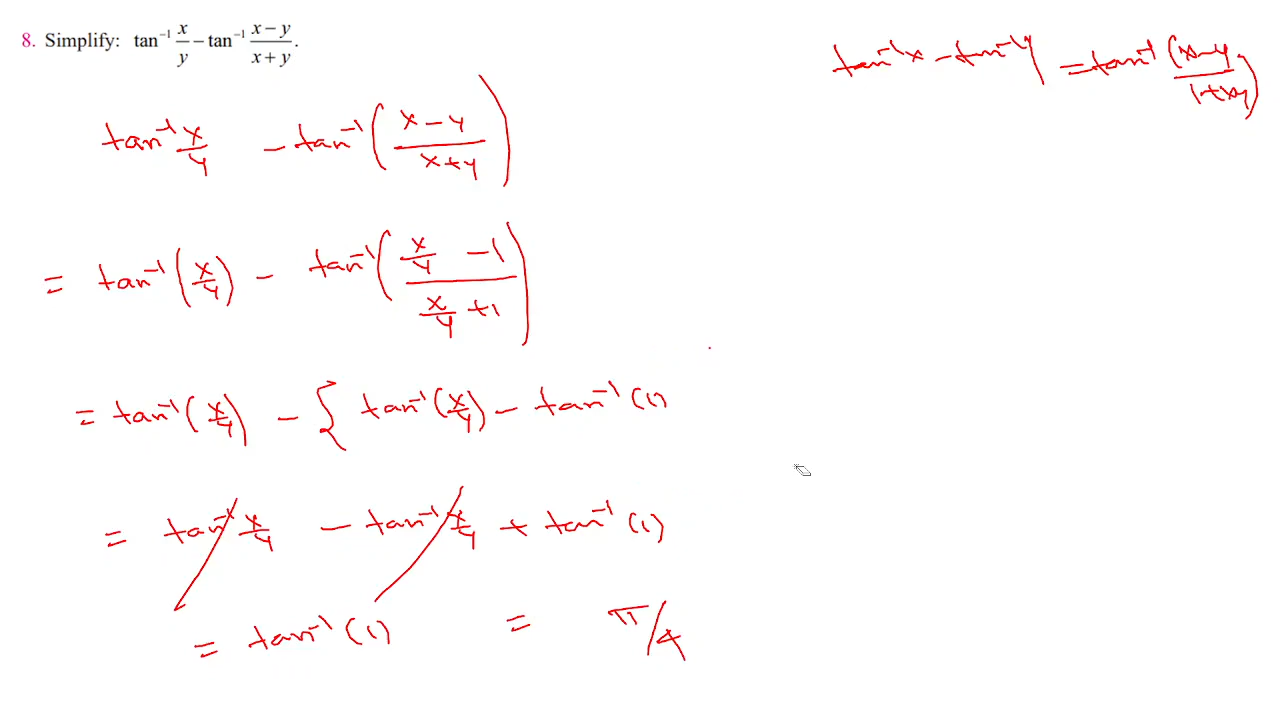 8. Simplify: tan⁻¹ x/y − tan⁻¹ (x − y)/(x + y).
tan⁻¹x − tan⁻¹y = tan⁻¹((x−y)/(1+xy))
tan⁻¹ x/y − tan⁻¹((x − y)/(x+y))
= tan⁻¹(x/y) − tan⁻¹((x/y − 1)/(x/y + 1))
= tan⁻¹(x/y) − { tan⁻¹(x/y) − tan⁻¹(1)
= tan⁻¹ x/y − tan⁻¹ x/y + tan⁻¹(1)
= tan⁻¹(1) = π/4